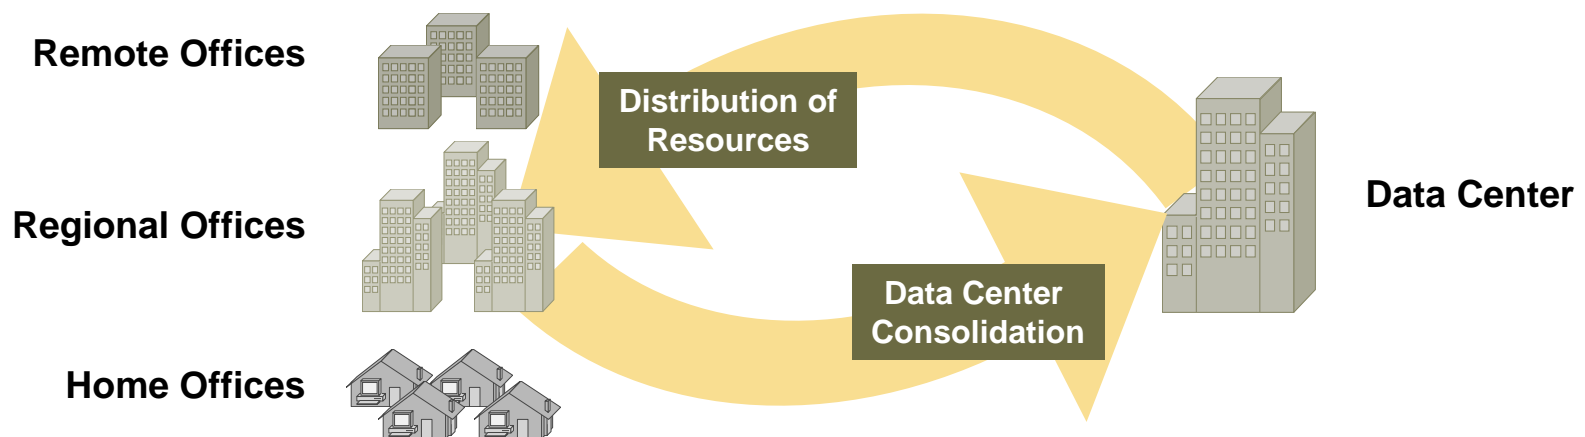 Remote Offices
Distribution of
Resources
Regional Offices
Data Center
Data Center
Consolidation
Home Offices